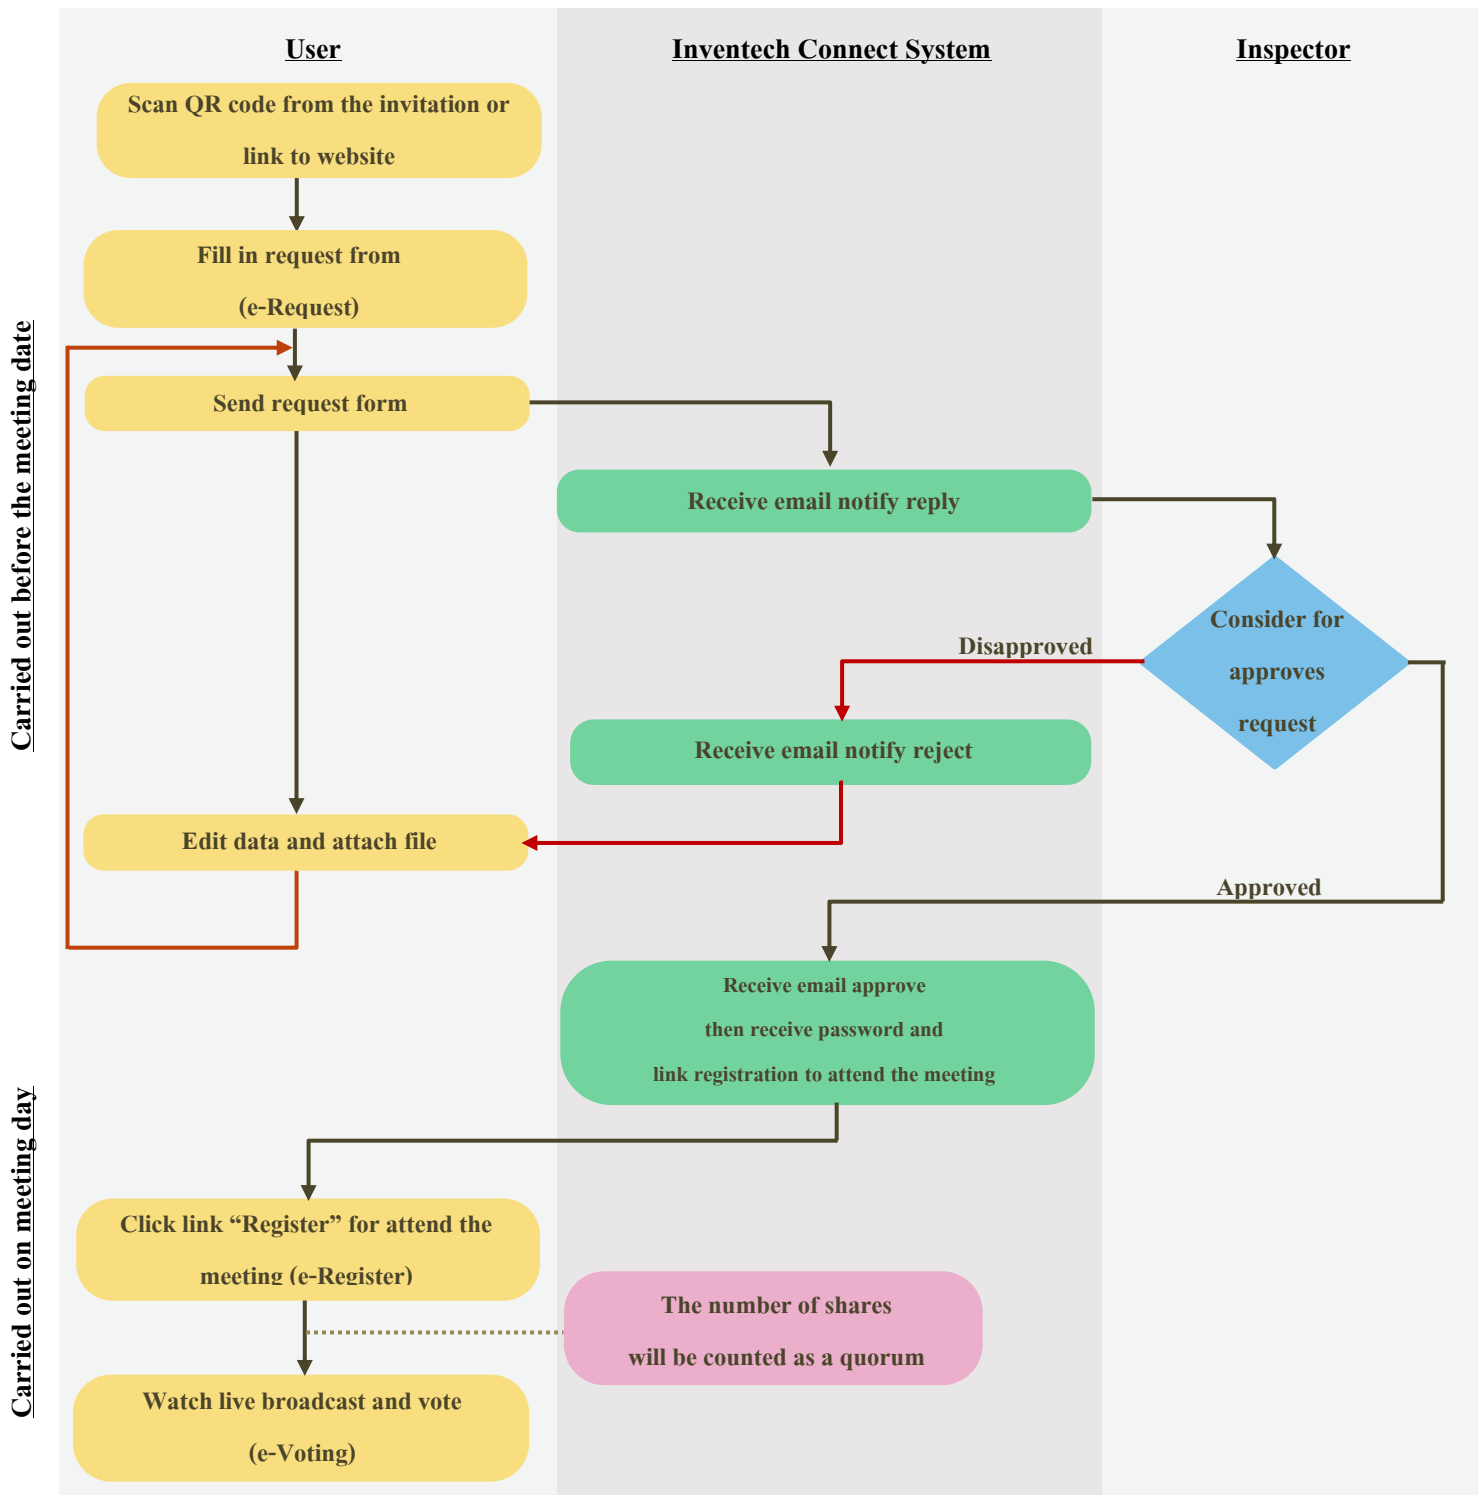 User
Inventech Connect System
Inspector
Scan QR code from the invitation or
link to website
Fill in request from
(e-Request)
Send request form
Receive email notify reply
Consider for
approves
request
Disapproved
Receive email notify reject
Edit data and attach file
Approved
Receive email approve
then receive password and
link registration to attend the meeting
Click link “Register” for attend the
meeting (e-Register)
The number of shares
will be counted as a quorum
Watch live broadcast and vote
(e-Voting)
Carried out before the meeting date
Carried out on meeting day